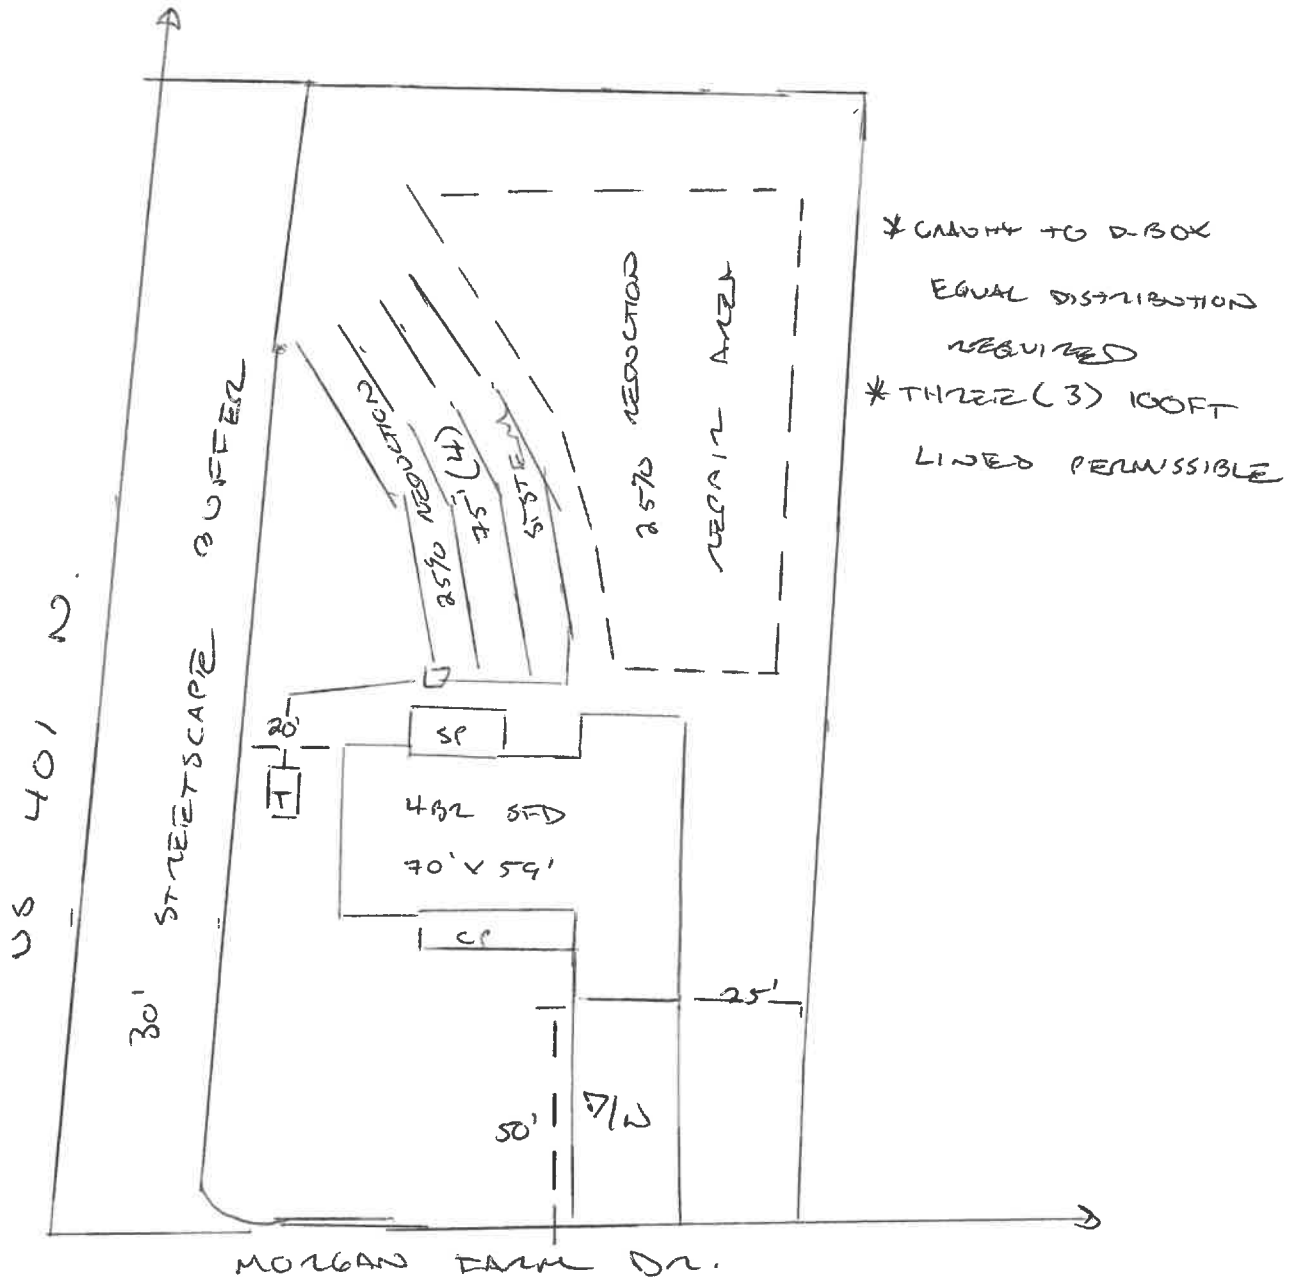 * GRAVITY TO D-BOX
EQUAL DISTRIBUTION
REQUIRED
* THREE (3) 100FT
LINES PERMISSIBLE
25% REDUCTION
REPAIR AREA
25% REDUCTION
75' (4)
SYSTEM
30' STREETSCAPE BUFFER
US 401 N.
20'
T
SP
4BR SFD
70' X 59'
CP
25'
50'
D/W
MORGAN FARM DR.